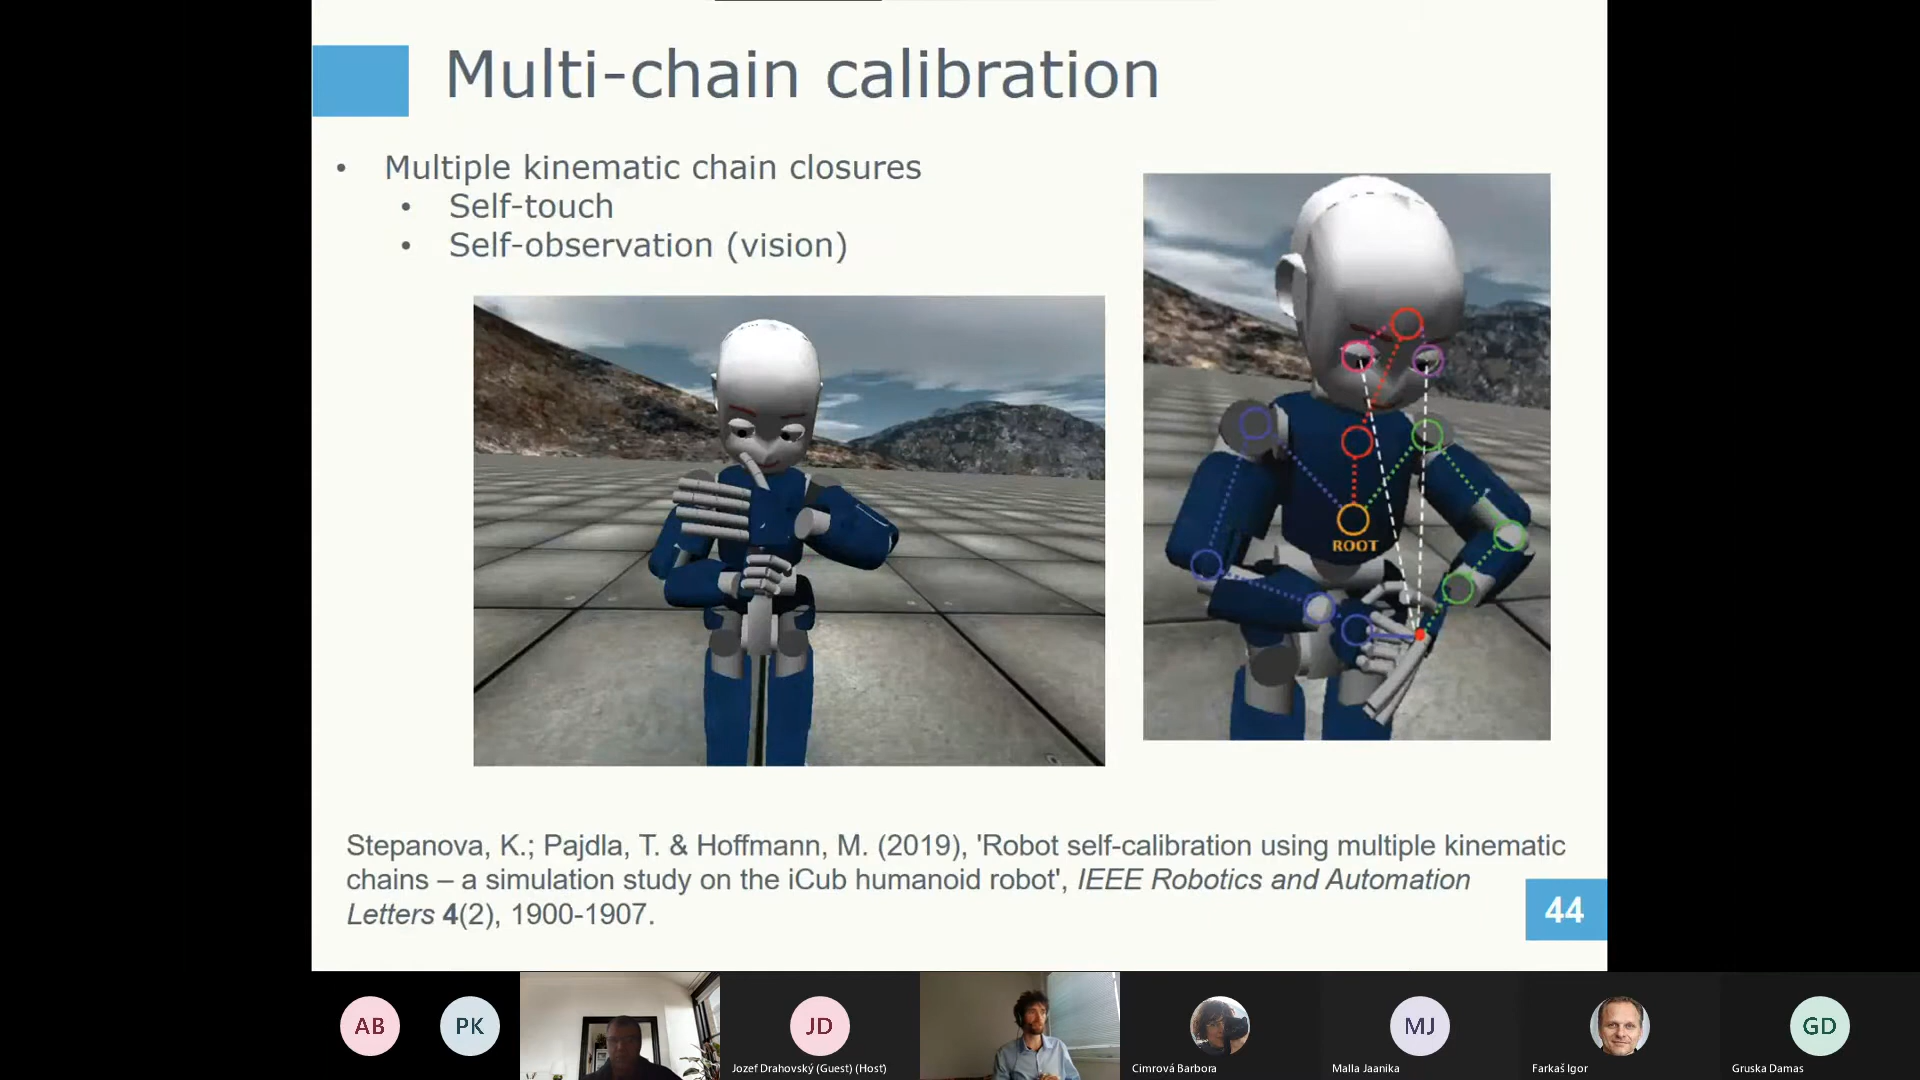 Multi-chain calibration
• Multiple kinematic chain closures
• Self-touch
• Self-observation (vision)
ROOT
Stepanova, K.; Pajdla, T. & Hoffmann, M. (2019), 'Robot self-calibration using multiple kinematic
chains – a simulation study on the iCub humanoid robot', IEEE Robotics and Automation
Letters 4(2), 1900-1907.
44
AB
PK
JD
MJ
GD
Jozef Drahovský (Guest) (Host)
Cimrová Barbora
Malla Jaanika
Farkaš Igor
Gruska Damas